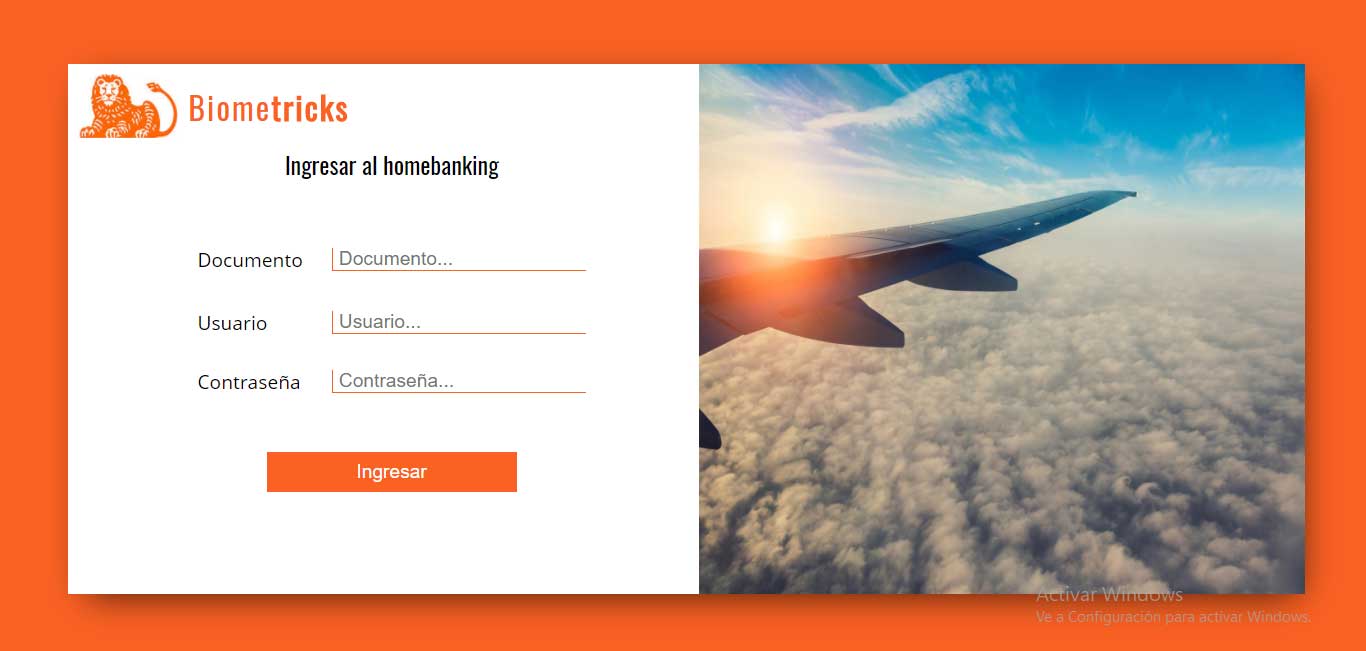 Biometricks
Ingresar al homebanking
Documento Documento...
Usuario Usuario...
Contraseña Contraseña...
Ingresar
Activar Windows
Ve a Configuración para activar Windows.